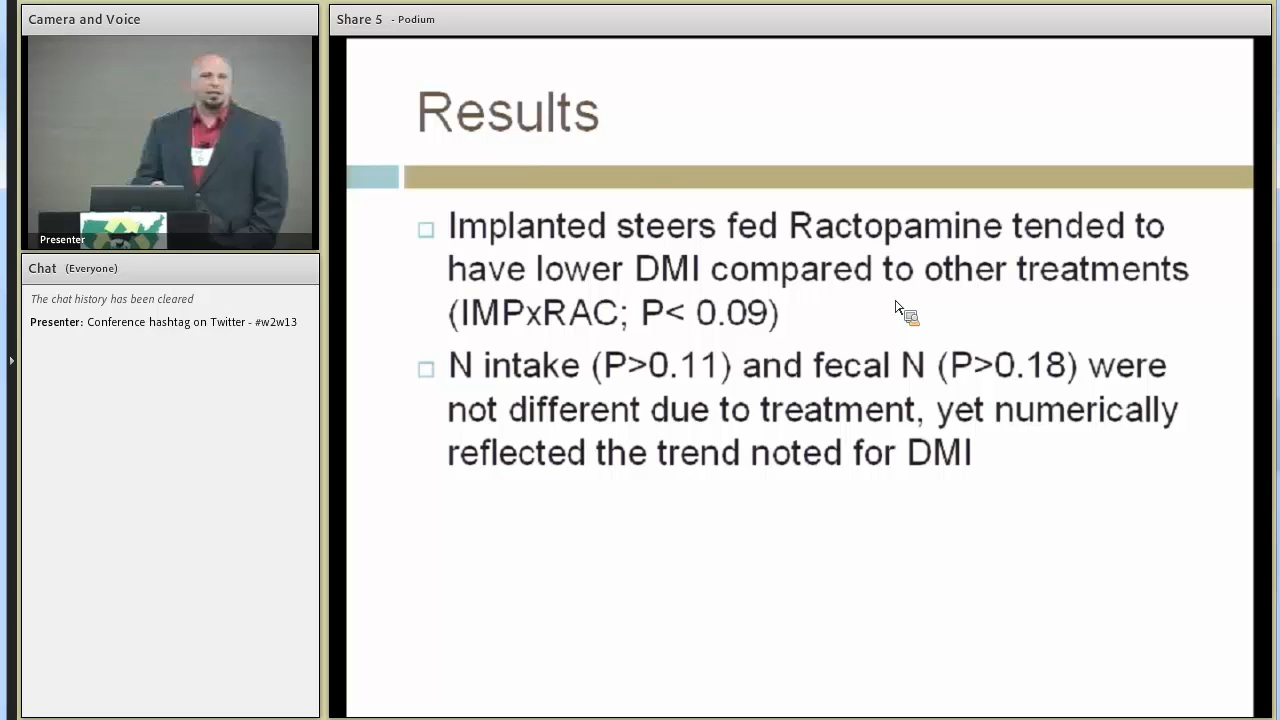 Camera and Voice
Presenter
Chat (Everyone)
The chat history has been cleared
Presenter: Conference hashtag on Twitter - #w2w13
Share 5 - Podium
Results
Implanted steers fed Ractopamine tended to
have lower DMI compared to other treatments
(IMPxRAC; P< 0.09)
N intake (P>0.11) and fecal N (P>0.18) were
not different due to treatment, yet numerically
reflected the trend noted for DMI